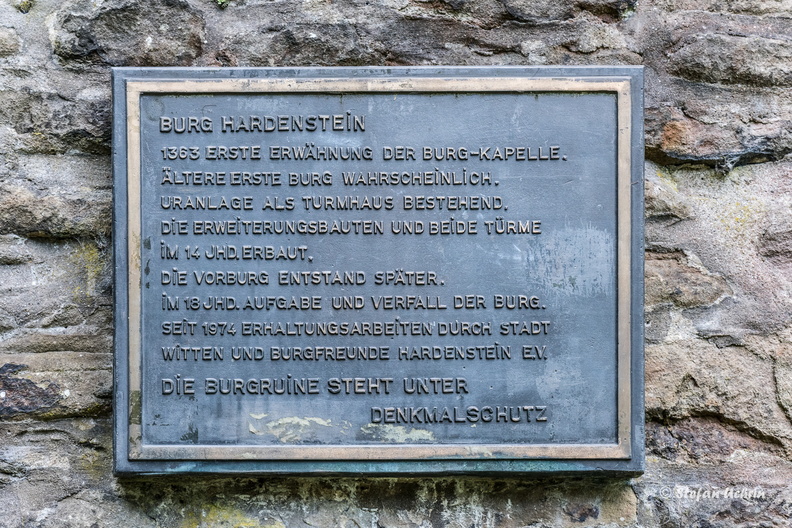 BURG HARDENSTEIN
1363 ERSTE ERWÄHNUNG DER BURG-KAPELLE.
ÄLTERE ERSTE BURG WAHRSCHEINLICH.
URANLAGE ALS TURMHAUS BESTEHEND.
DIE ERWEITERUNGSBAUTEN UND BEIDE TÜRME
IM 14 JHD. ERBAUT.
DIE VORBURG ENTSTAND SPÄTER.
IM 18 JHD. AUFGABE UND VERFALL DER BURG.
SEIT 1974 ERHALTUNGSARBEITEN DURCH STADT
WITTEN UND BURGFREUNDE HARDENSTEIN E.V.
DIE BURGRUINE STEHT UNTER
DENKMALSCHUTZ
© Stefan Achrin